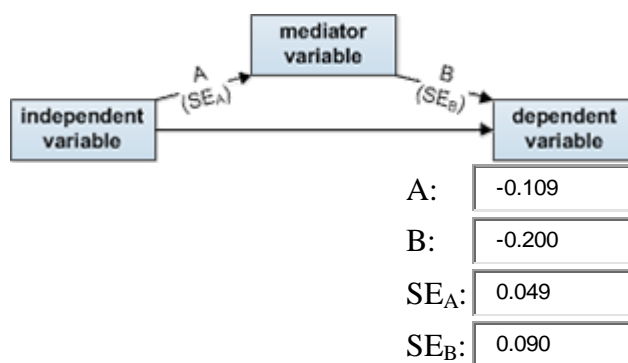 mediator
variable
A
(SEA)
B
(SEB)
independent
variable
dependent
variable
A: -0.109
B: -0.200
SEA: 0.049
SEB: 0.090